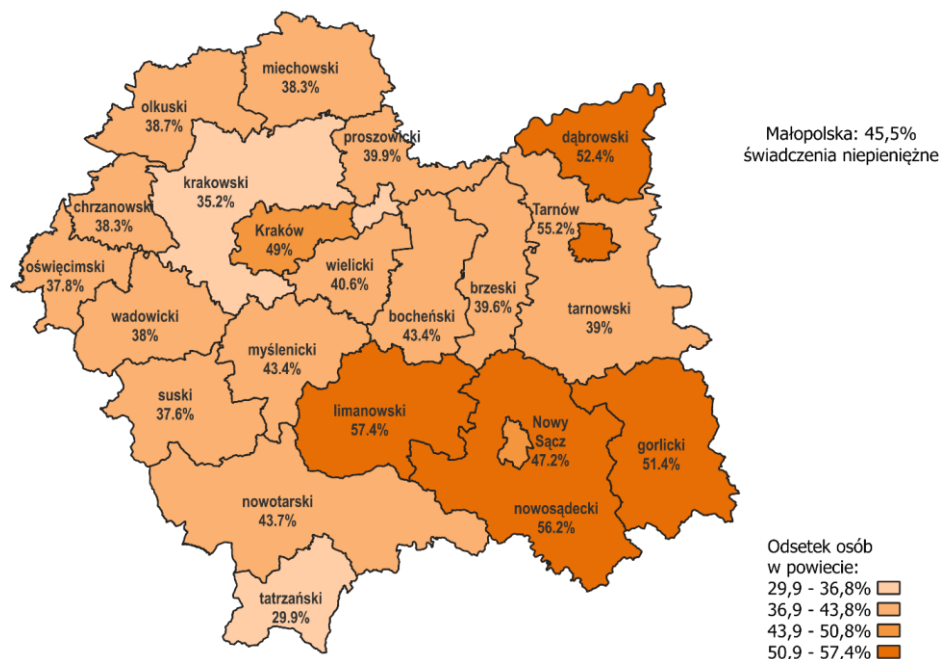 miechowski
38.3%
olkuski
38.7%
proszowicki
39.9%
dąbrowski
52.4%
Małopolska: 45,5%
świadczenia niepieniężne
krakowski
35.2%
chrzanowski
38.3%
Kraków
49%
Tarnów
55.2%
oświęcimski
37.8%
wielicki
40.6%
brzeski
39.6%
wadowicki
38%
bocheński
43.4%
tarnowski
39%
myślenicki
43.4%
suski
37.6%
limanowski
57.4%
Nowy
Sącz
47.2%
gorlicki
51.4%
nowotarski
43.7%
nowosądecki
56.2%
tatrzański
29.9%
Odsetek osób
w powiecie:
29,9 - 36,8%
36,9 - 43,8%
43,9 - 50,8%
50,9 - 57.4%